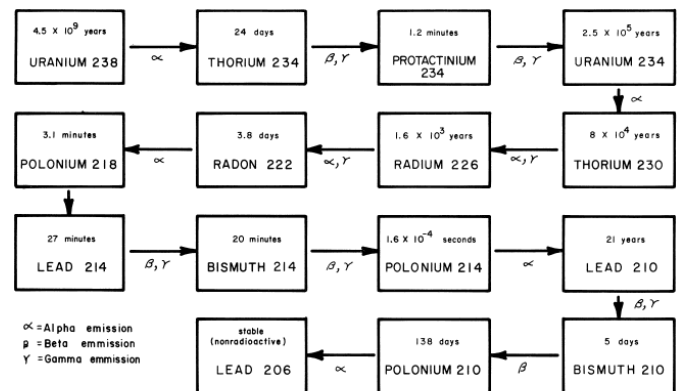 4.5 X 10⁹ years
URANIUM 238
α
24 days
THORIUM 234
β, γ
1.2 minutes
PROTACTINIUM
234
β, γ
2.5 X 10⁵ years
URANIUM 234
α
8 X 10⁴ years
THORIUM 230
α, γ
1.6 X 10³ years
RADIUM 226
α, γ
3.8 days
RADON 222
α
3.1 minutes
POLONIUM 218
27 minutes
LEAD 214
β, γ
20 minutes
BISMUTH 214
β, γ
1.6 X 10⁻⁴ seconds
POLONIUM 214
α
21 years
LEAD 210
β, γ
5 days
BISMUTH 210
β
138 days
POLONIUM 210
α
stable
(nonradioactive)
LEAD 206
α =Alpha emission
β =Beta emmission
γ =Gamma emmission